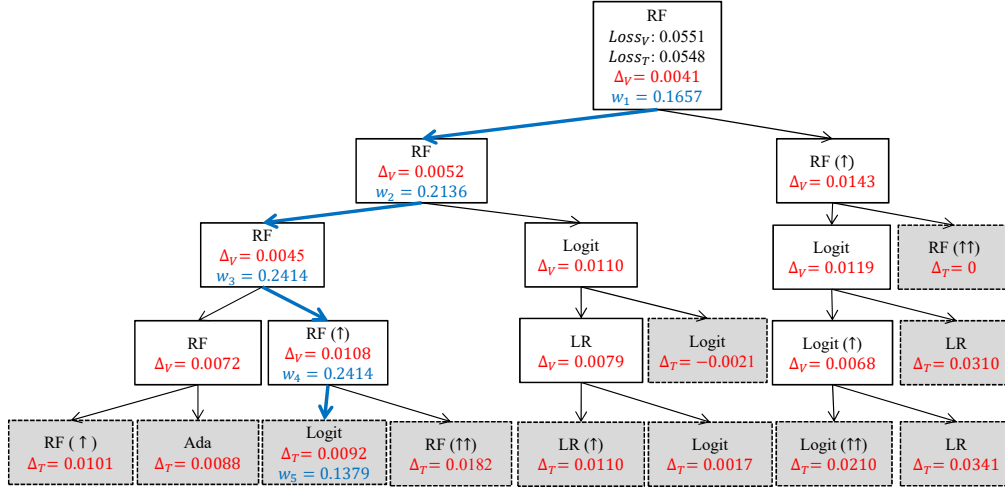 RF
Loss_V: 0.0551
Loss_T: 0.0548
Δ_V = 0.0041
w_1 = 0.1657
RF
Δ_V = 0.0052
w_2 = 0.2136
RF (↑)
Δ_V = 0.0143
RF
Δ_V = 0.0045
w_3 = 0.2414
Logit
Δ_V = 0.0110
Logit
Δ_V = 0.0119
RF (↑↑)
Δ_T = 0
RF
Δ_V = 0.0072
RF (↑)
Δ_V = 0.0108
w_4 = 0.2414
LR
Δ_V = 0.0079
Logit
Δ_T = −0.0021
Logit (↑)
Δ_V = 0.0068
LR
Δ_T = 0.0310
RF ( ↑ )
Δ_T = 0.0101
Ada
Δ_T = 0.0088
Logit
Δ_T = 0.0092
w_5 = 0.1379
RF (↑↑)
Δ_T = 0.0182
LR (↑)
Δ_T = 0.0110
Logit
Δ_T = 0.0017
Logit (↑↑)
Δ_T = 0.0210
LR
Δ_T = 0.0341